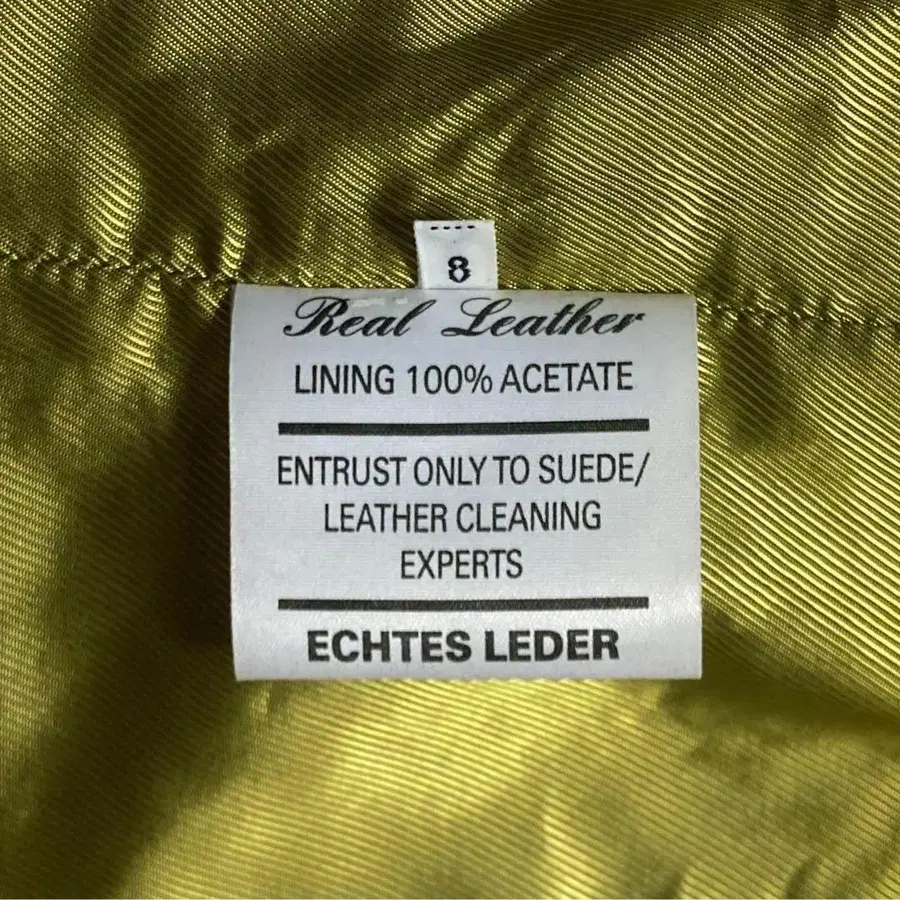 8
Real Leather
LINING 100% ACETATE
ENTRUST ONLY TO SUEDE/
LEATHER CLEANING
EXPERTS
ECHTES LEDER